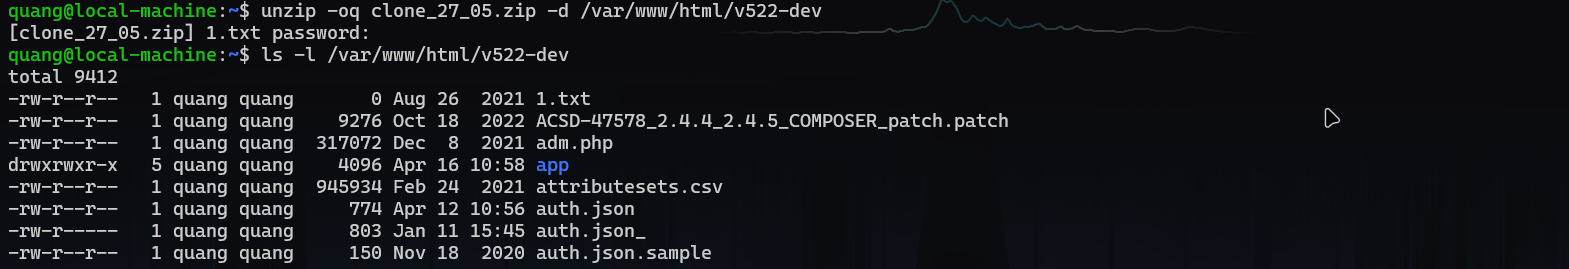 quang@local-machine:~$ unzip -oq clone_27_05.zip -d /var/www/html/v522-dev
[clone_27_05.zip] 1.txt password:
quang@local-machine:~$ ls -l /var/www/html/v522-dev
total 9412
-rw-r--r--   1 quang quang       0 Aug 26  2021 1.txt
-rw-r--r--   1 quang quang    9276 Oct 18  2022 ACSD-47578_2.4.4_2.4.5_COMPOSER_patch.patch
-rw-r--r--   1 quang quang  317072 Dec  8  2021 adm.php
drwxrwxr-x   5 quang quang    4096 Apr 16 10:58 app
-rw-r--r--   1 quang quang  945934 Feb 24  2021 attributesets.csv
-rw-r--r--   1 quang quang     774 Apr 12 10:56 auth.json
-rw-r-----   1 quang quang     803 Jan 11 15:45 auth.json_
-rw-r--r--   1 quang quang     150 Nov 18  2020 auth.json.sample